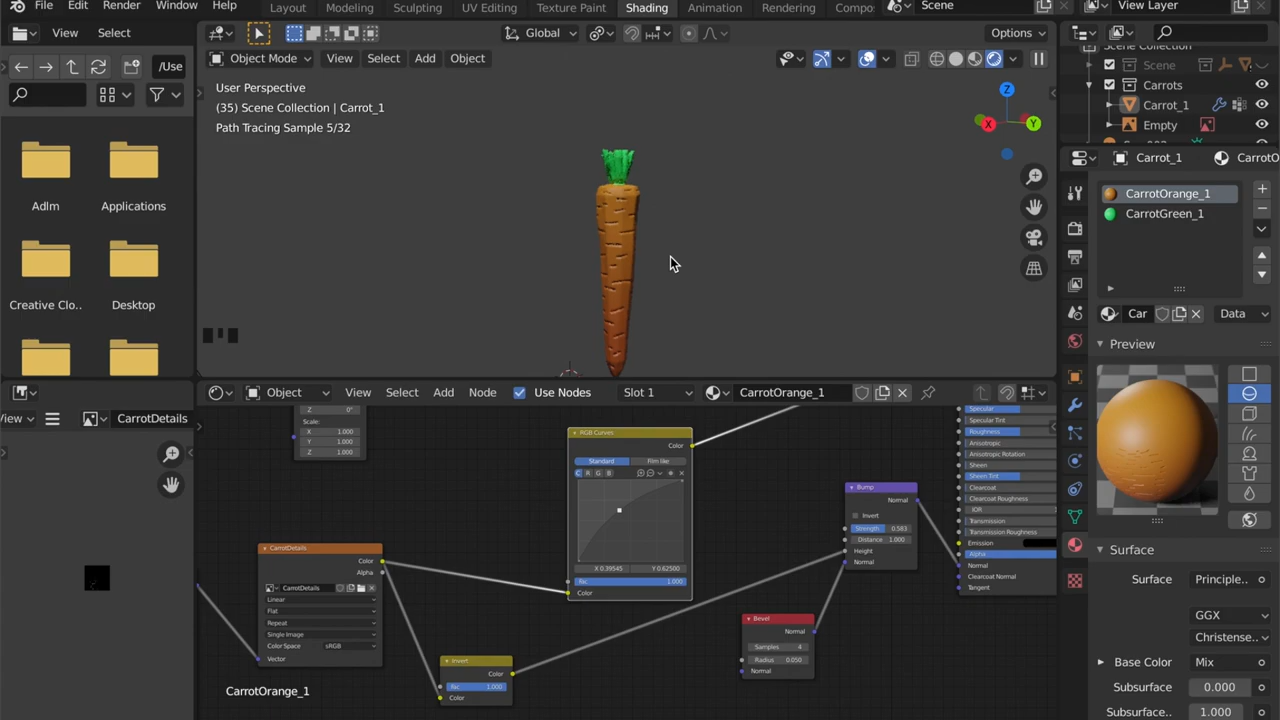 File Edit Render Window Help Layout Modeling Sculpting UV Editing Texture Paint Shading Animation Rendering Scene View Layer
View Select Global Options
/Use Object Mode View Select Add Object
User Perspective
(35) Scene Collection | Carrot_1
Path Tracing Sample 5/32
Z
X
Y
Adlm Applications
Creative Clo.. Desktop
Scene Collection
Scene
Carrots
Carrot_1
Empty
Carrot_1
CarrotOrange_1
CarrotGreen_1
Car Data
Preview
Surface
Surface Principle..
GGX
Christense..
Base Color Mix
Subsurface 0.000
Subsurface.. 1.000
Object View Select Add Node Use Nodes Slot 1 CarrotOrange_1
CarrotDetails
Z 0°
Scale:
X 1.000
Y 1.000
Z 1.000
RGB Curves
Color
Standard Film like
C R G B
X 0.39545 Y 0.62500
Fac 1.000
Color
CarrotDetails
Color
Alpha
CarrotDetails
Linear
Flat
Repeat
Single Image
Color Space sRGB
Vector
Invert
Color
Fac 1.000
Color
Bump
Normal
Invert
Strength 0.583
Distance 1.000
Height
Normal
Bevel
Normal
Samples 4
Radius 0.050
Normal
Specular
Specular Tint
Roughness
Anisotropic
Anisotropic Rotation
Sheen
Sheen Tint
Clearcoat
Clearcoat Roughness
IOR
Transmission
Transmission Roughness
Emission
Alpha
Normal
Clearcoat Normal
Tangent
CarrotOrange_1